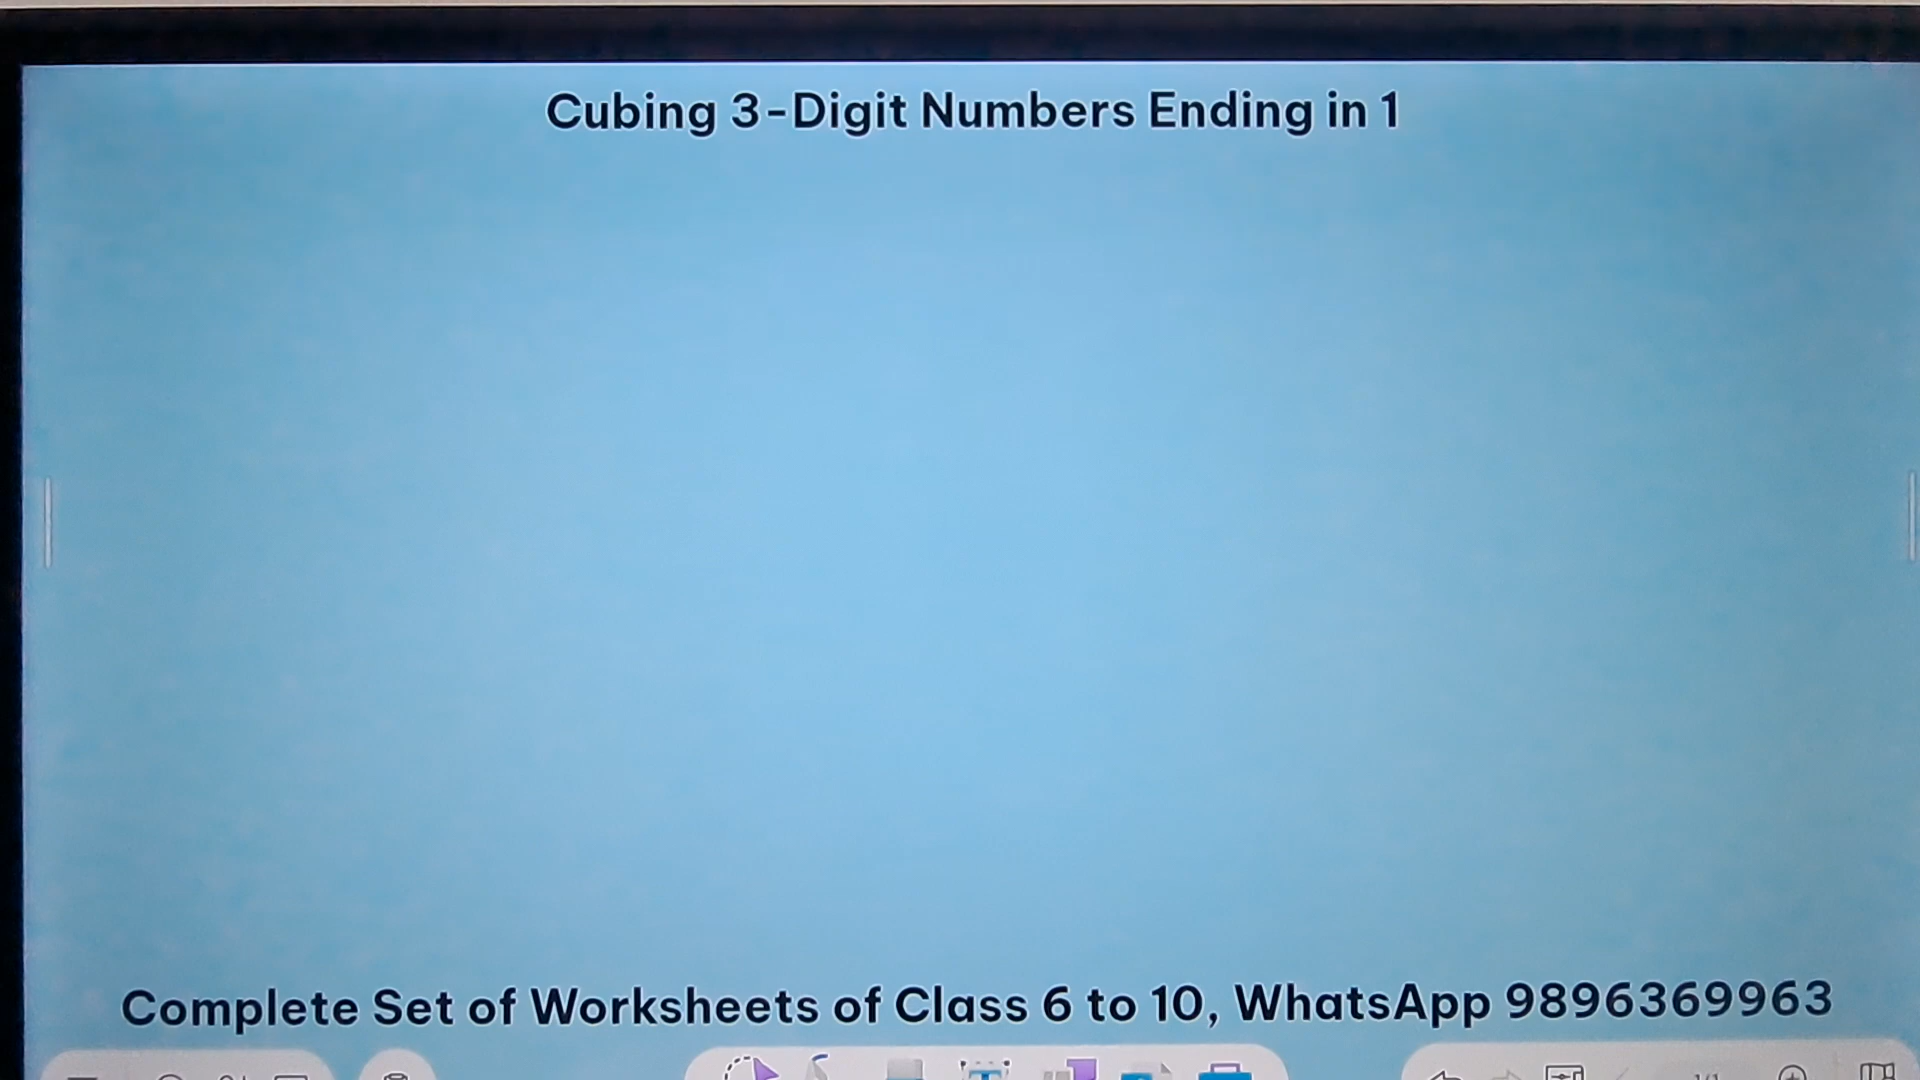 Cubing 3-Digit Numbers Ending in 1
Complete Set of Worksheets of Class 6 to 10, WhatsApp 9896369963